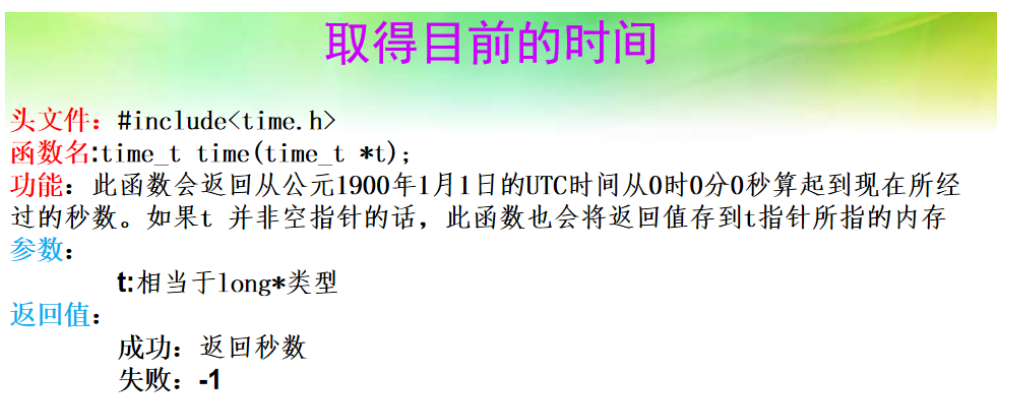 取得目前的时间
头文件：#include<time.h>
函数名:time_t time(time_t *t);
功能：此函数会返回从公元1900年1月1日的UTC时间从0时0分0秒算起到现在所经
过的秒数。如果t 并非空指针的话，此函数也会将返回值存到t指针所指的内存
参数：
t:相当于long*类型
返回值：
成功：返回秒数
失败：-1